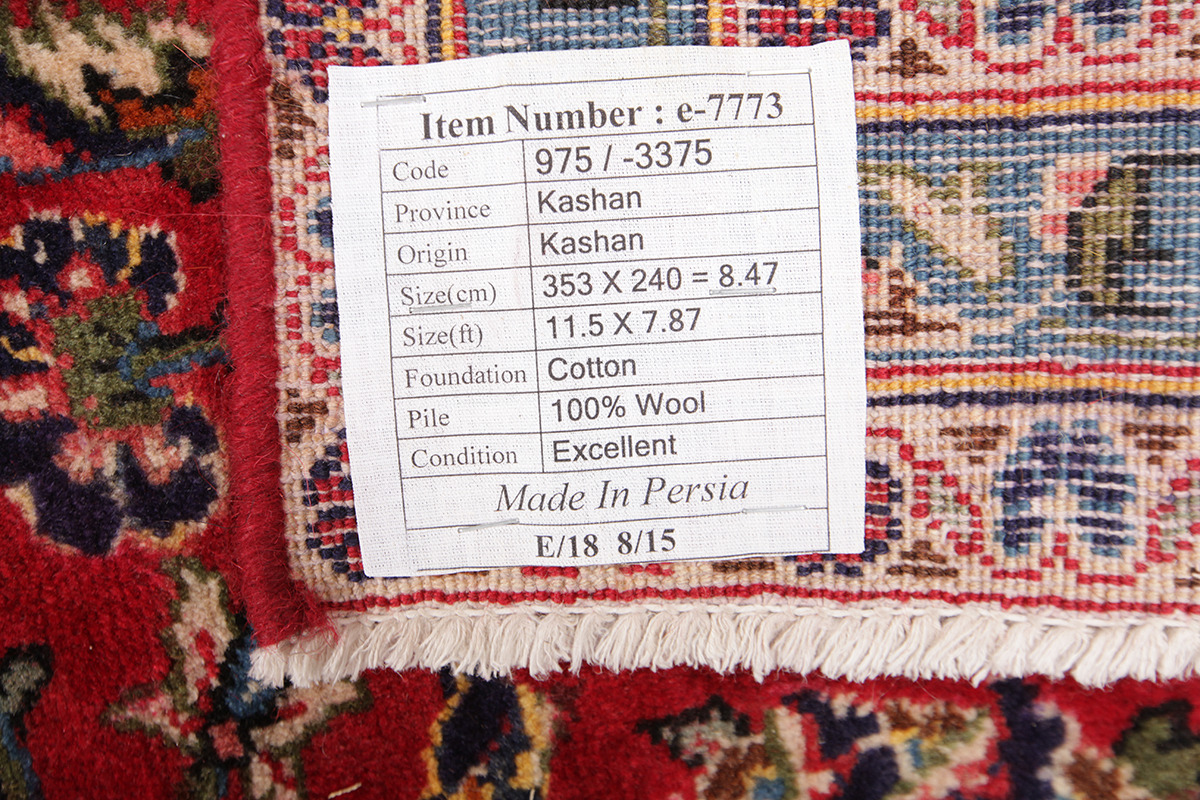 Item Number : e-7773
Code 975 / -3375
Province Kashan
Origin Kashan
Size(cm) 353 X 240 = 8.47
Size(ft) 11.5 X 7.87
Foundation Cotton
Pile 100% Wool
Condition Excellent
Made In Persia
E/18 8/15